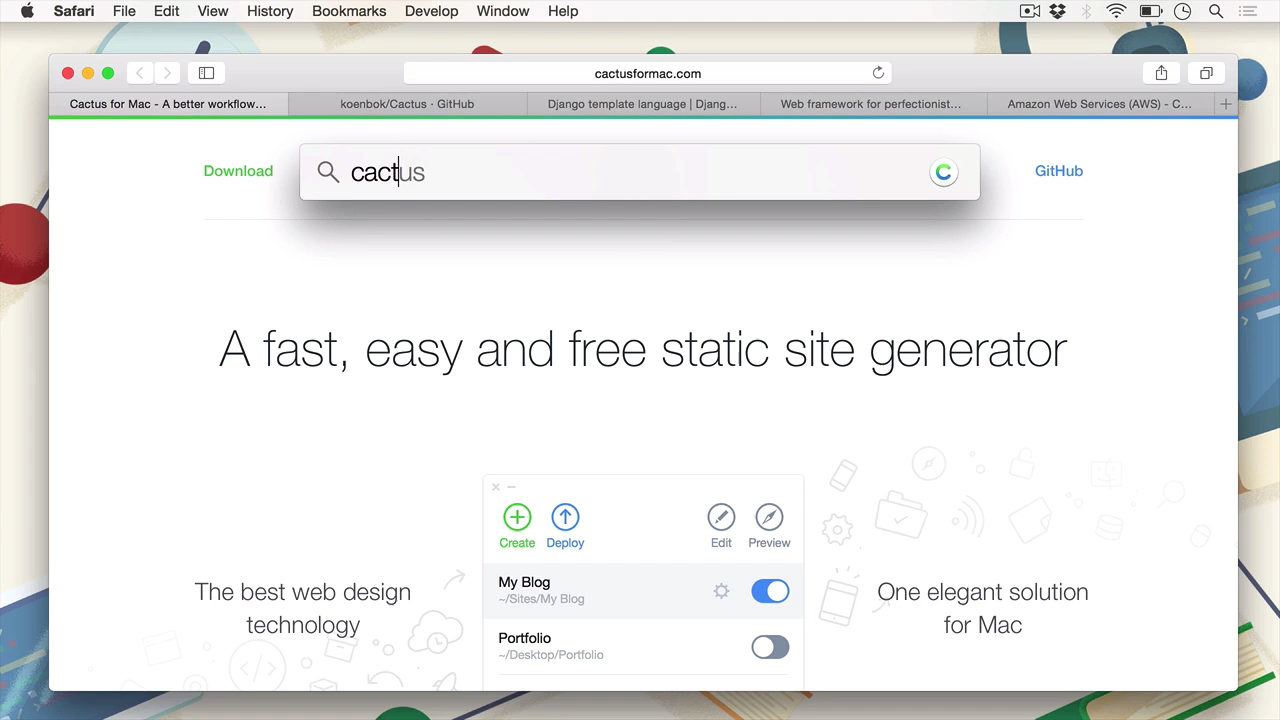 Safari File Edit View History Bookmarks Develop Window Help
cactusformac.com
Cactus for Mac - A better workflow… koenbok/Cactus · GitHub Django template language | Djang… Web framework for perfectionist… Amazon Web Services (AWS) - C…
Download cactus GitHub
A fast, easy and free static site generator
Create Deploy Edit Preview
The best web design
technology
My Blog
~/Sites/My Blog
Portfolio
~/Desktop/Portfolio
One elegant solution
for Mac